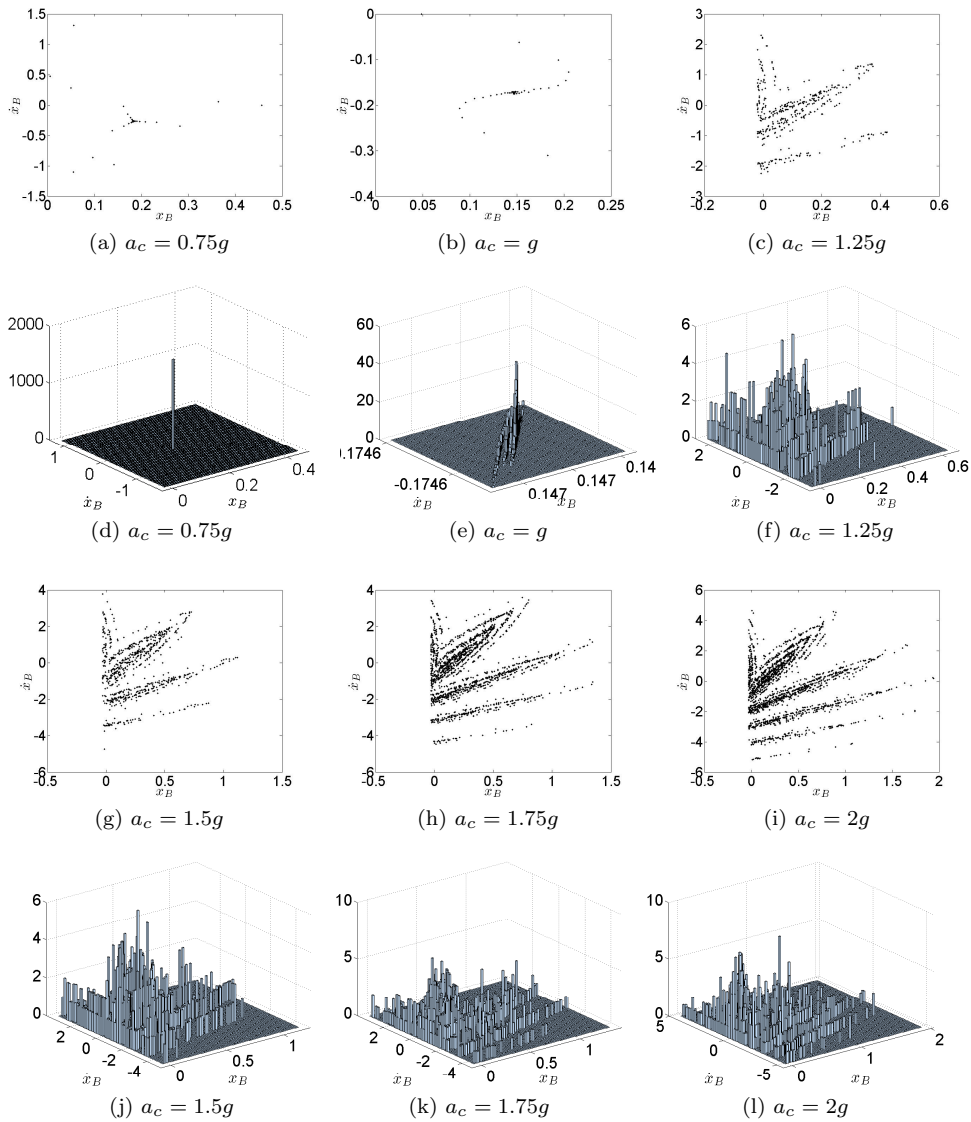 1.5
1
0.5
0
-0.5
-1
-1.5
ẋ_B
0 0.1 0.2 0.3 0.4 0.5
x_B
(a) a_c = 0.75g
0
-0.1
-0.2
-0.3
-0.4
ẋ_B
0 0.05 0.1 0.15 0.2 0.25
x_B
(b) a_c = g
3
2
1
0
-1
-2
-3
ẋ_B
-0.2 0 0.2 0.4 0.6
x_B
(c) a_c = 1.25g
2000
1000
0
1 0 -1
ẋ_B
0 0.2 0.4
x_B
(d) a_c = 0.75g
60
40
20
0
).1746 -0.1746
ẋ_B
0.147 0.147 0.14
x_B
(e) a_c = g
6
4
2
0
2 0 -2
ẋ_B
0 0.2 0.4 0.6
x_B
(f) a_c = 1.25g
4
2
0
-2
-4
-6
ẋ_B
-0.5 0 0.5 1 1.5
x_B
(g) a_c = 1.5g
4
2
0
-2
-4
-6
ẋ_B
-0.5 0 0.5 1 1.5
x_B
(h) a_c = 1.75g
6
4
2
0
-2
-4
-6
ẋ_B
-0.5 0 0.5 1 1.5 2
x_B
(i) a_c = 2g
6
4
2
0
2 0 -2 -4
ẋ_B
0 0.5 1
x_B
(j) a_c = 1.5g
10
5
0
2 0 -2 -4
ẋ_B
0 0.5 1
x_B
(k) a_c = 1.75g
10
5
0
5 0 -5
ẋ_B
0 1 2
x_B
(l) a_c = 2g